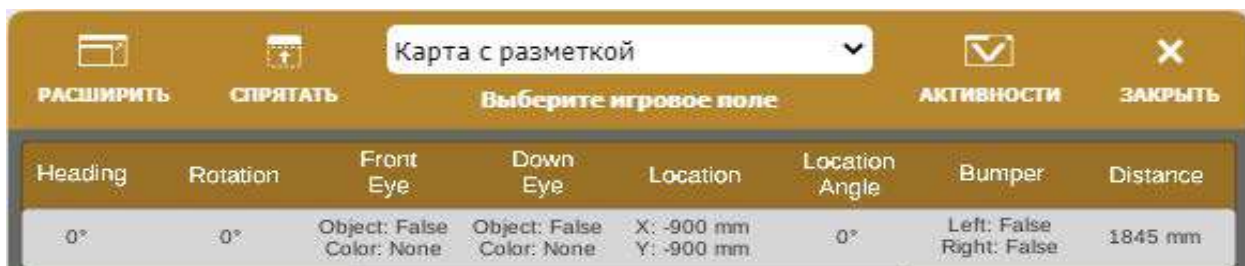 Карта с разметкой
РАСШИРИТЬ СПРЯТАТЬ Выберите игровое поле АКТИВНОСТИ ЗАКРЫТЬ
Heading Rotation Front Eye Down Eye Location Location Angle Bumper Distance
0° 0° Object: False Object: False X: -900 mm 0° Left: False 1845 mm
Color: None Color: None Y: -900 mm Right: False